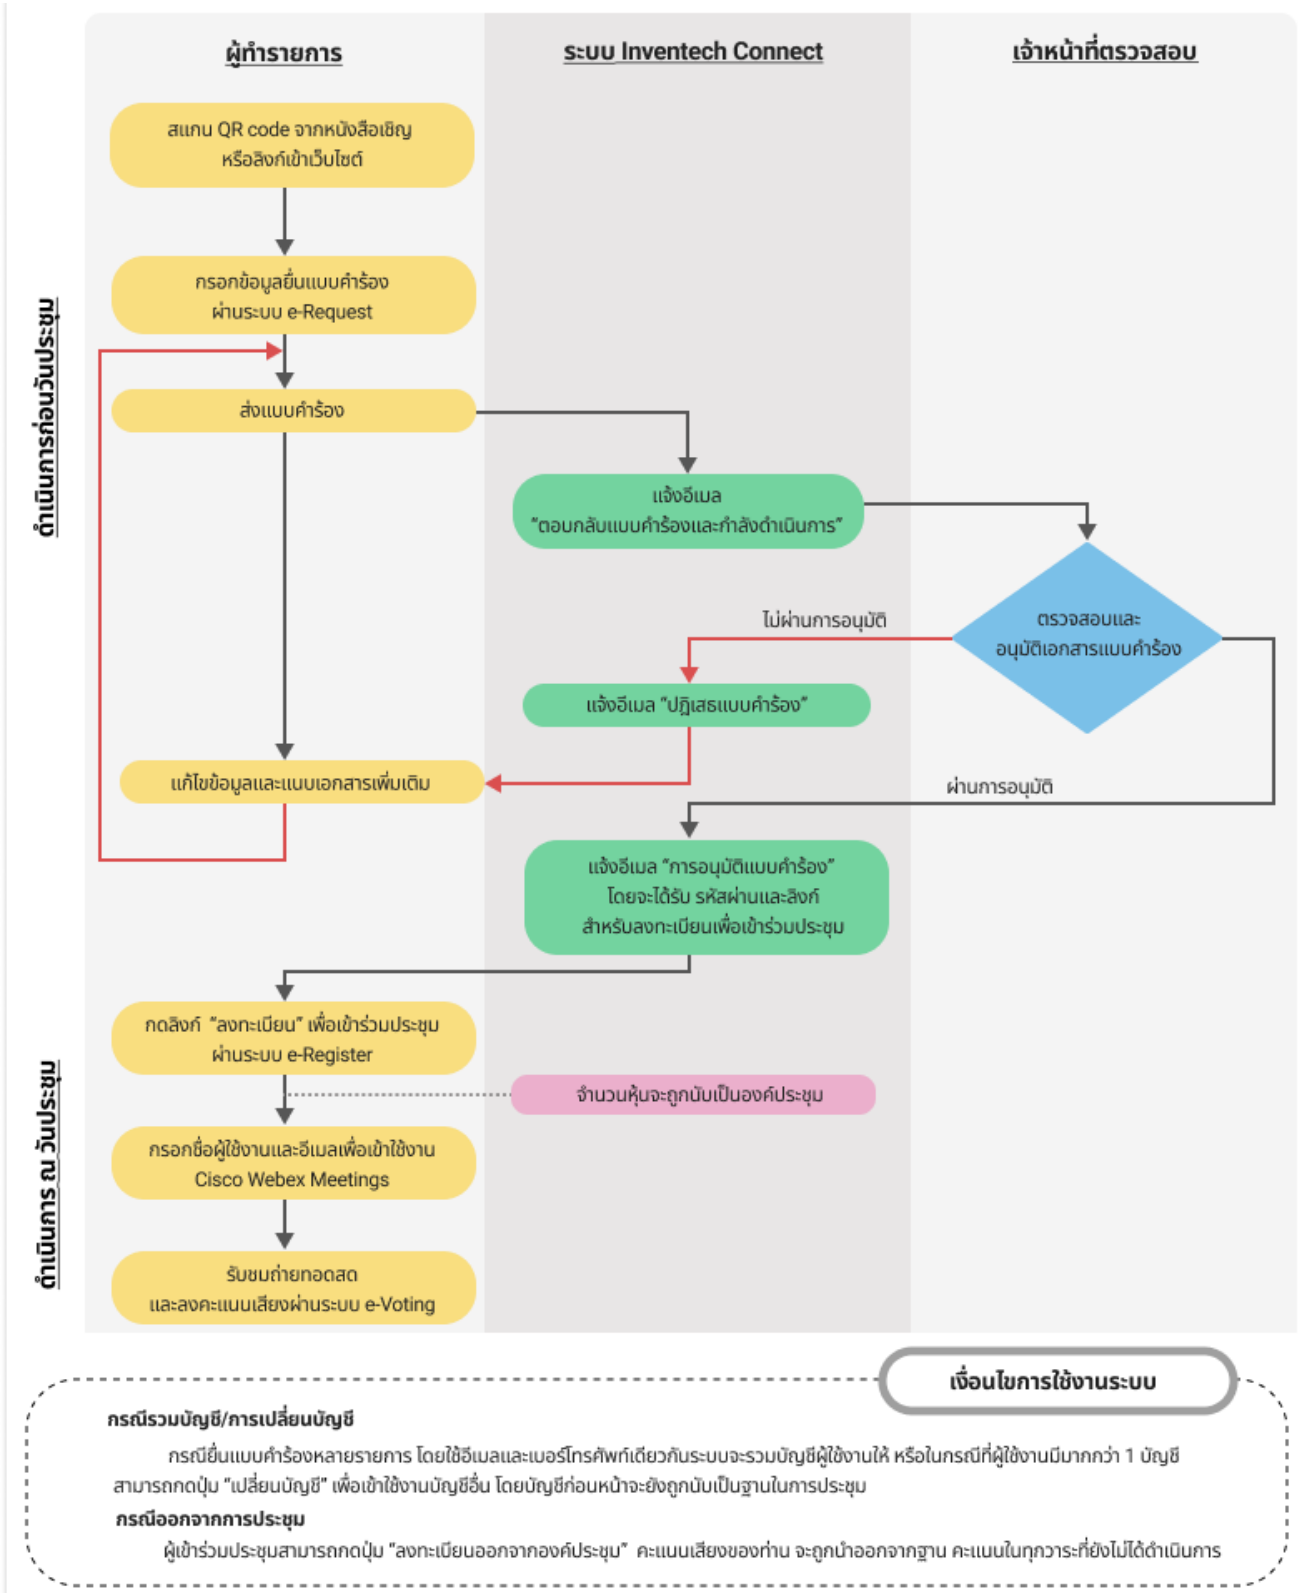 ผู้ทำรายการ
ระบบ Inventech Connect
เจ้าหน้าที่ตรวจสอบ
ดำเนินการก่อนวันประชุม
สแกน QR code จากหนังสือเชิญ
หรือลิงก์เข้าเว็บไซต์
กรอกข้อมูลยื่นแบบคำร้อง
ผ่านระบบ e-Request
ส่งแบบคำร้อง
แจ้งอีเมล
“ตอบกลับแบบคำร้องและกำลังดำเนินการ”
ตรวจสอบและ
อนุมัติเอกสารแบบคำร้อง
ไม่ผ่านการอนุมัติ
แจ้งอีเมล “ปฏิเสธแบบคำร้อง”
แก้ไขข้อมูลและแนบเอกสารเพิ่มเติม
ผ่านการอนุมัติ
แจ้งอีเมล “การอนุมัติแบบคำร้อง”
โดยจะได้รับ รหัสผ่านและลิงก์
สำหรับลงทะเบียนเพื่อเข้าร่วมประชุม
ดำเนินการ ณ วันประชุม
กดลิงก์ “ลงทะเบียน” เพื่อเข้าร่วมประชุม
ผ่านระบบ e-Register
จำนวนหุ้นจะถูกนับเป็นองค์ประชุม
กรอกชื่อผู้ใช้งานและอีเมลเพื่อเข้าใช้งาน
Cisco Webex Meetings
รับชมถ่ายทอดสด
และลงคะแนนเสียงผ่านระบบ e-Voting
เงื่อนไขการใช้งานระบบ
กรณีรวมบัญชี/การเปลี่ยนบัญชี
กรณียื่นแบบคำร้องหลายรายการ โดยใช้อีเมลและเบอร์โทรศัพท์เดียวกันระบบจะรวมบัญชีผู้ใช้งานให้ หรือในกรณีที่ผู้ใช้งานมีมากกว่า 1 บัญชี
สามารถกดปุ่ม “เปลี่ยนบัญชี” เพื่อเข้าใช้งานบัญชีอื่น โดยบัญชีก่อนหน้าจะยังถูกนับเป็นฐานในการประชุม
กรณีออกจากการประชุม
ผู้เข้าร่วมประชุมสามารถกดปุ่ม “ลงทะเบียนออกจากองค์ประชุม” คะแนนเสียงของท่าน จะถูกนำออกจากฐาน คะแนนในทุกวาระที่ยังไม่ได้ดำเนินการ